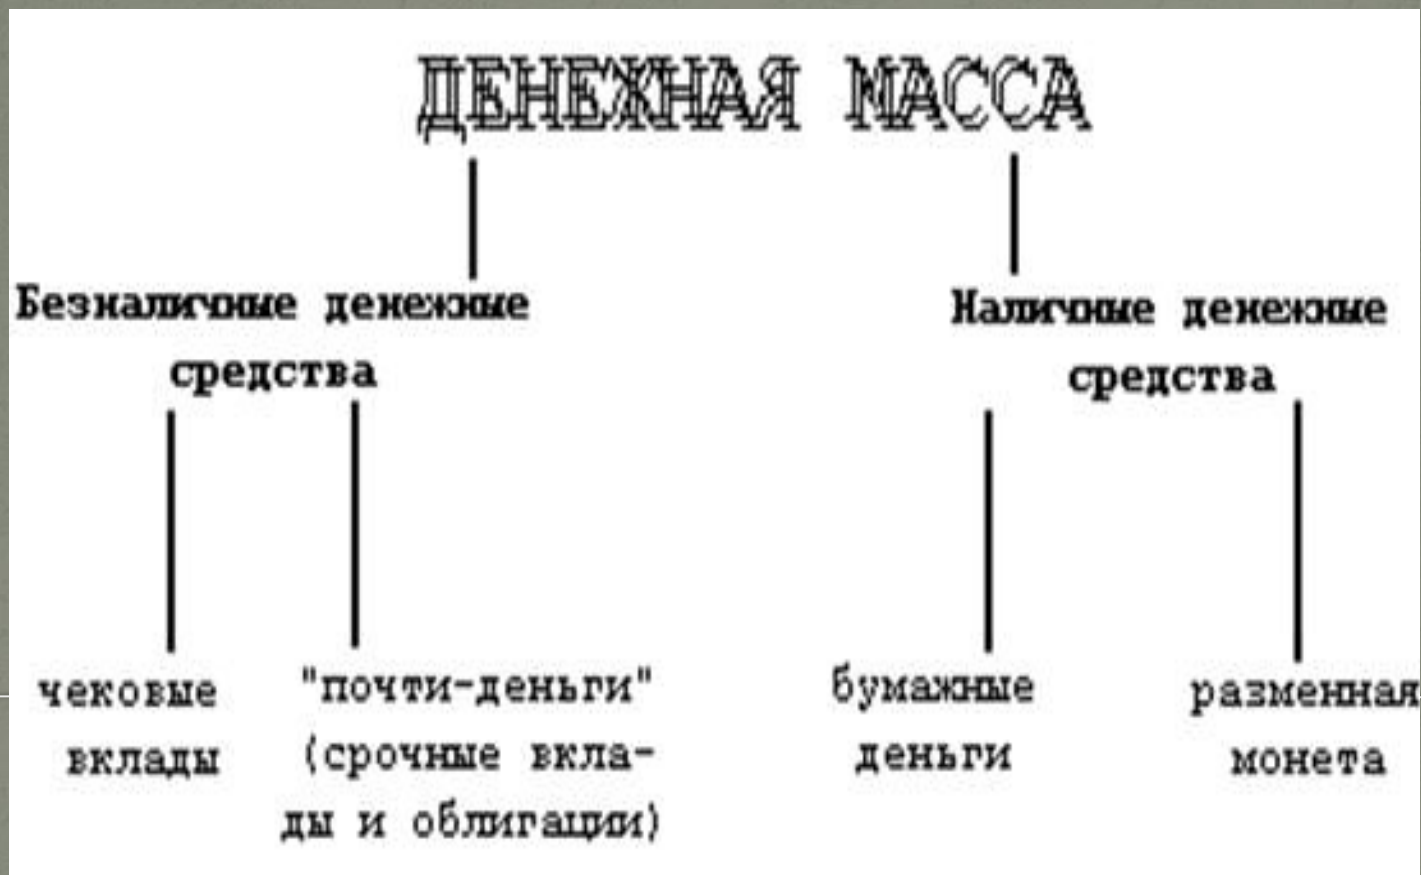 ДЕНЕЖНАЯ МАССА
Безналичные денежные
средства
Наличные денежные
средства
чековые
вклады
"почти-деньги"
(срочные вкла-
ды и облигации)
бумажные
деньги
разменная
монета